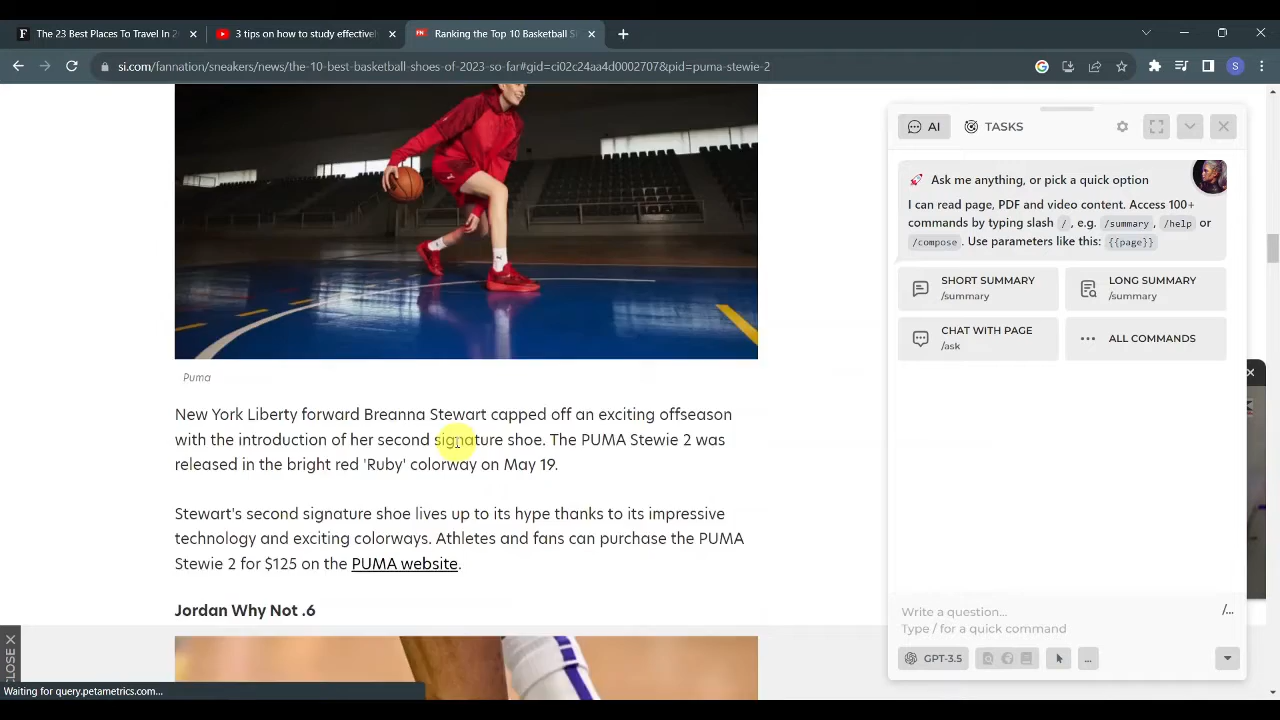 The 23 Best Places To Travel In 2
3 tips on how to study effectivel
Ranking the Top 10 Basketball S
si.com/fannation/sneakers/news/the-10-best-basketball-shoes-of-2023-so-far#gid=ci02c24aa4d0002707&pid=puma-stewie-2
S
Puma
New York Liberty forward Breanna Stewart capped off an exciting offseason
with the introduction of her second signature shoe. The PUMA Stewie 2 was
released in the bright red 'Ruby' colorway on May 19.
Stewart's second signature shoe lives up to its hype thanks to its impressive
technology and exciting colorways. Athletes and fans can purchase the PUMA
Stewie 2 for $125 on the PUMA website.
Jordan Why Not .6
CLOSE X
Waiting for query.petametrics.com...
AI
TASKS
🚀 Ask me anything, or pick a quick option
I can read page, PDF and video content. Access 100+
commands by typing slash /, e.g. /summary, /help or
/compose. Use parameters like this: {{page}}
SHORT SUMMARY
/summary
LONG SUMMARY
/summary
CHAT WITH PAGE
/ask
ALL COMMANDS
Write a question...
Type / for a quick command
/...
GPT-3.5
...